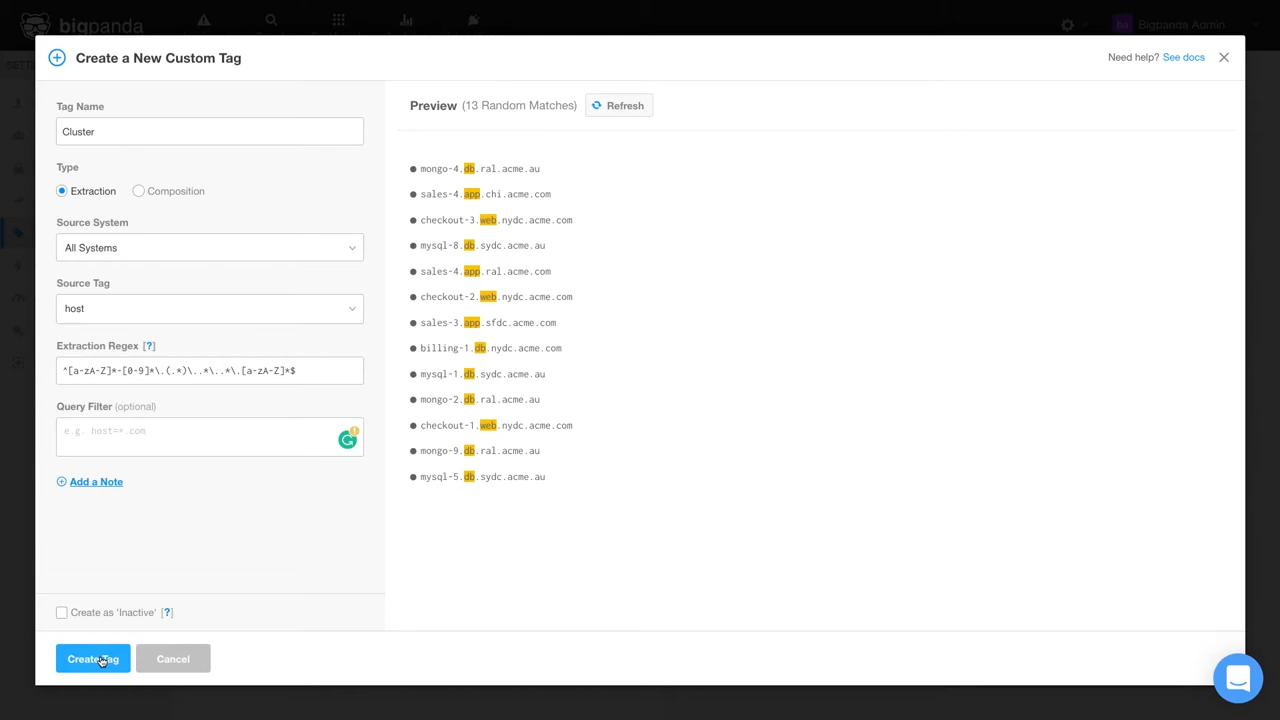 bigpanda
Bigpanda Admin
Create a New Custom Tag
Need help? See docs
Tag Name
Cluster
Type
Extraction
Composition
Source System
All Systems
Source Tag
host
Extraction Regex [?]
^[a-zA-Z]*-[0-9]*\.(.*)\..*\..*\.[a-zA-Z]*$
Query Filter (optional)
e.g. host=*.com
Add a Note
Create as 'Inactive' [?]
Create Tag
Cancel
Preview (13 Random Matches)
Refresh
mongo-4.db.ral.acme.au
sales-4.app.chi.acme.com
checkout-3.web.nydc.acme.com
mysql-8.db.sydc.acme.au
sales-4.app.ral.acme.com
checkout-2.web.nydc.acme.com
sales-3.app.sfdc.acme.com
billing-1.db.nydc.acme.com
mysql-1.db.sydc.acme.au
mongo-2.db.ral.acme.au
checkout-1.web.nydc.acme.com
mongo-9.db.ral.acme.au
mysql-5.db.sydc.acme.au